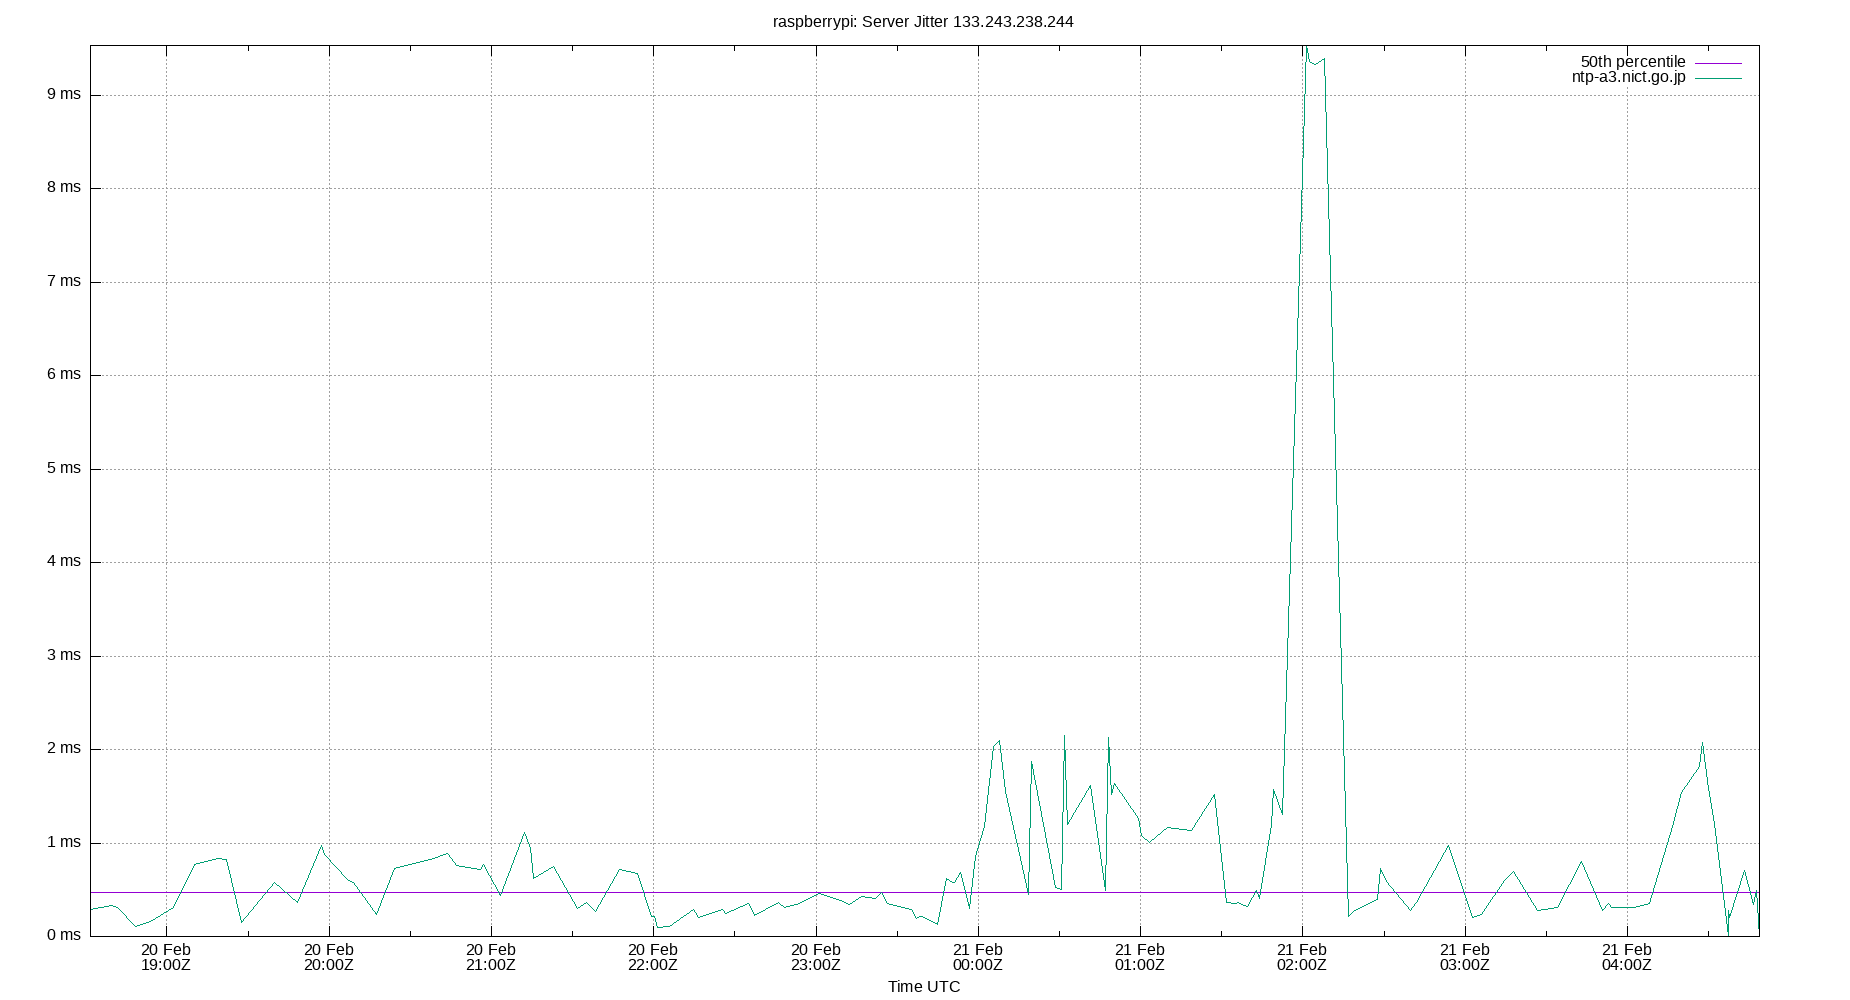 raspberrypi: Server Jitter 133.243.238.244
50th percentile
ntp-a3.nict.go.jp
9 ms
8 ms
7 ms
6 ms
5 ms
4 ms
3 ms
2 ms
1 ms
0 ms
20 Feb 20 Feb 20 Feb 20 Feb 20 Feb 21 Feb 21 Feb 21 Feb 21 Feb 21 Feb
19:00Z 20:00Z 21:00Z 22:00Z 23:00Z 00:00Z 01:00Z 02:00Z 03:00Z 04:00Z
Time UTC